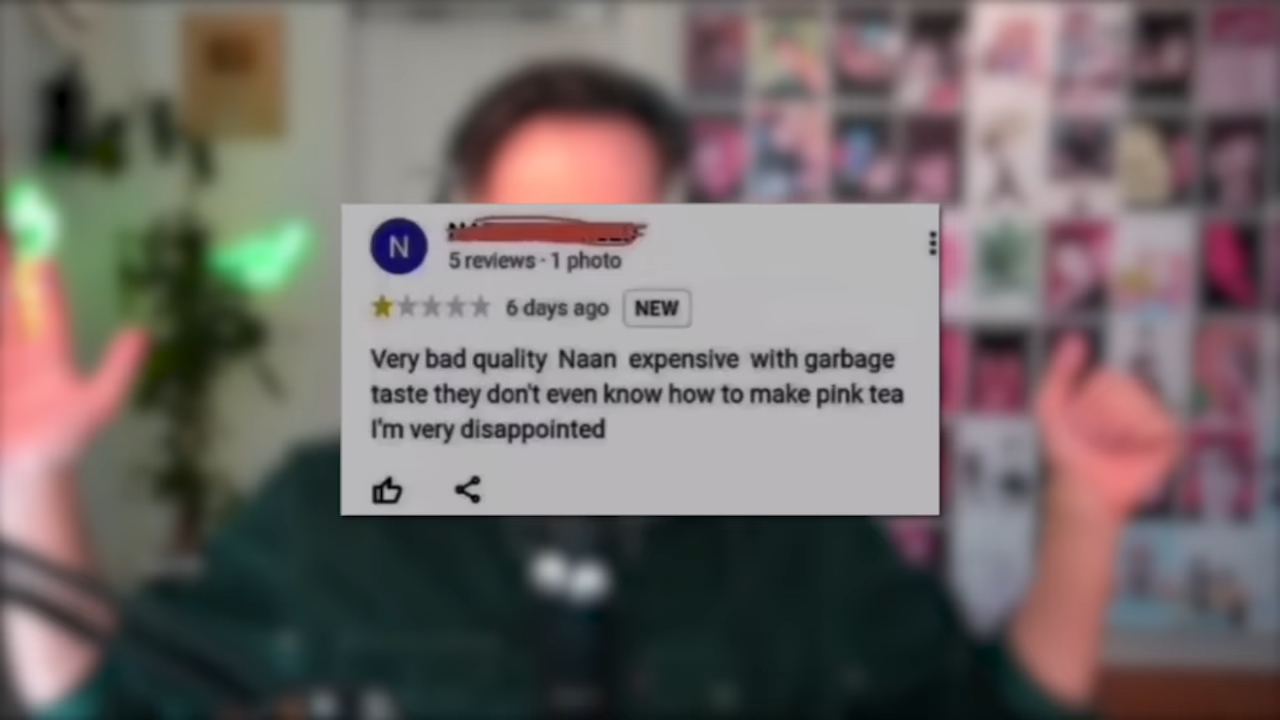 N
5 reviews · 1 photo
6 days ago NEW
Very bad quality Naan expensive with garbage
taste they don't even know how to make pink tea
I'm very disappointed